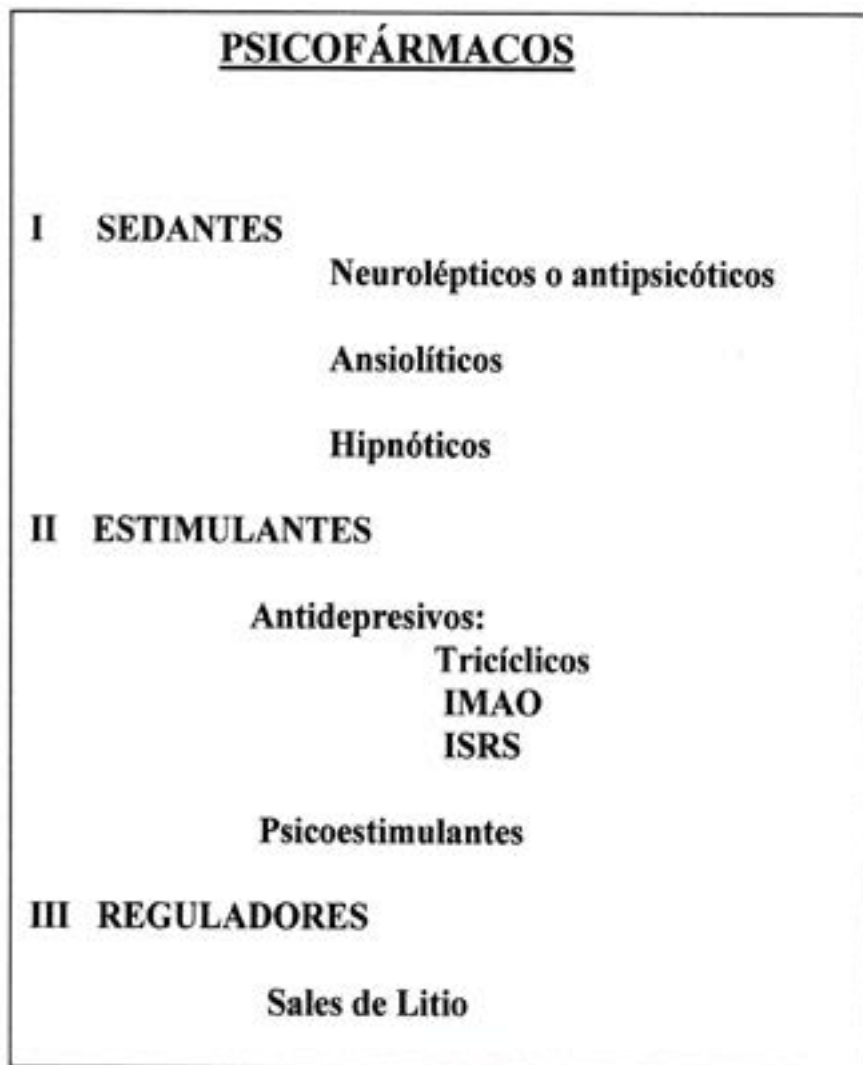 PSICOFÁRMACOS
I SEDANTES
Neurolépticos o antipsicóticos
Ansiolíticos
Hipnóticos
II ESTIMULANTES
Antidepresivos:
Tricíclicos
IMAO
ISRS
Psicoestimulantes
III REGULADORES
Sales de Litio